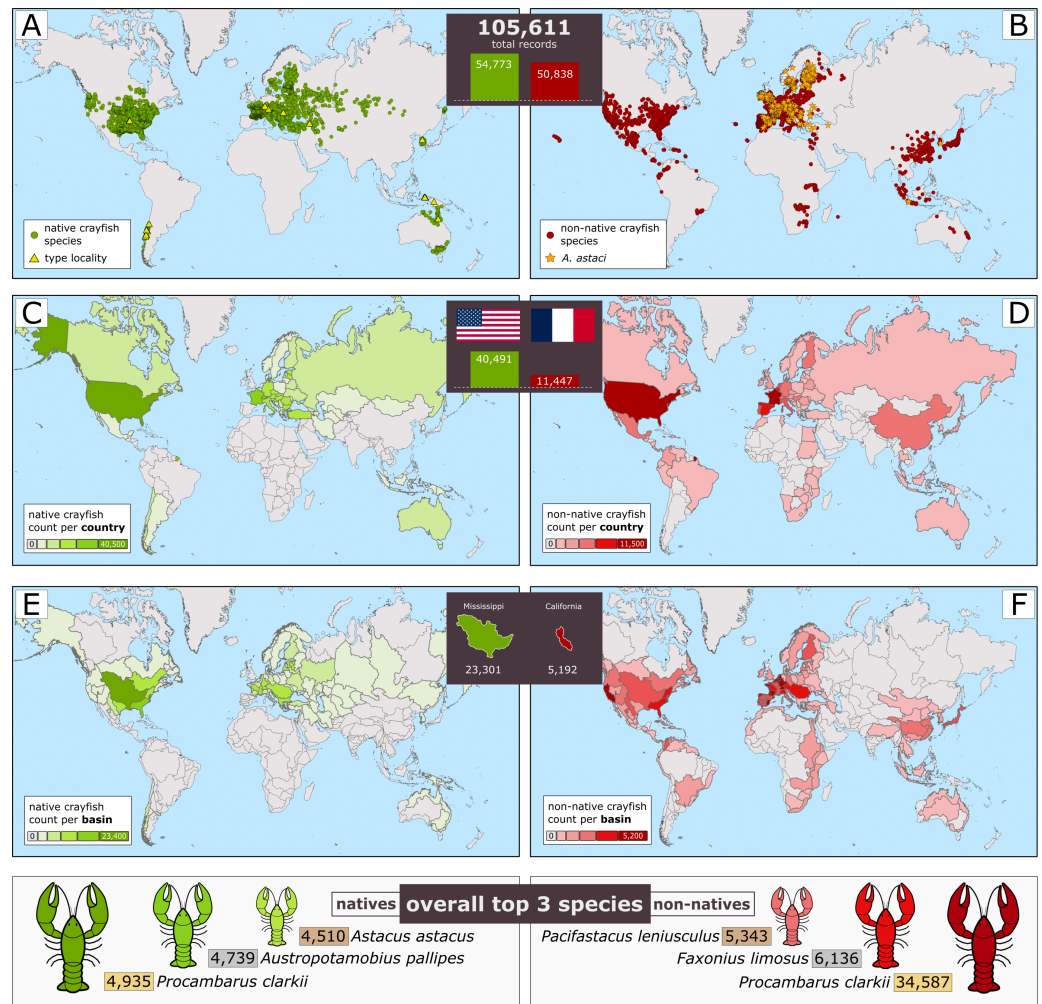 A
105,611
total records
54,773
50,838
B
native crayfish
species
type locality
non-native crayfish
species
A. astaci
C
40,491
11,447
D
native crayfish
count per country
0
40,500
non-native crayfish
count per country
0
11,500
E
Mississippi
California
23,301
5,192
F
native crayfish
count per basin
0
23,400
non-native crayfish
count per basin
0
5,200
natives
overall top 3 species
non-natives
4,510 Astacus astacus
4,739 Austropotamobius pallipes
4,935 Procambarus clarkii
Pacifastacus leniusculus 5,343
Faxonius limosus 6,136
Procambarus clarkii 34,587